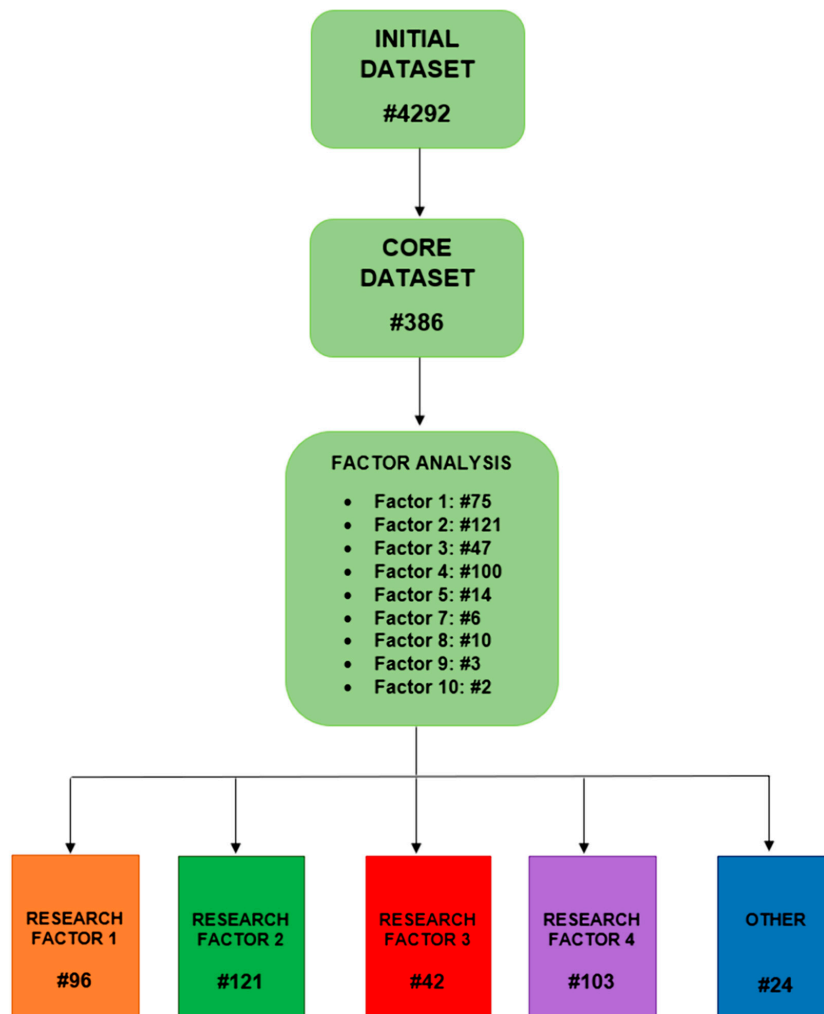 INITIAL
DATASET
#4292
CORE
DATASET
#386
FACTOR ANALYSIS
• Factor 1: #75
• Factor 2: #121
• Factor 3: #47
• Factor 4: #100
• Factor 5: #14
• Factor 7: #6
• Factor 8: #10
• Factor 9: #3
• Factor 10: #2
RESEARCH
FACTOR 1
#96
RESEARCH
FACTOR 2
#121
RESEARCH
FACTOR 3
#42
RESEARCH
FACTOR 4
#103
OTHER
#24